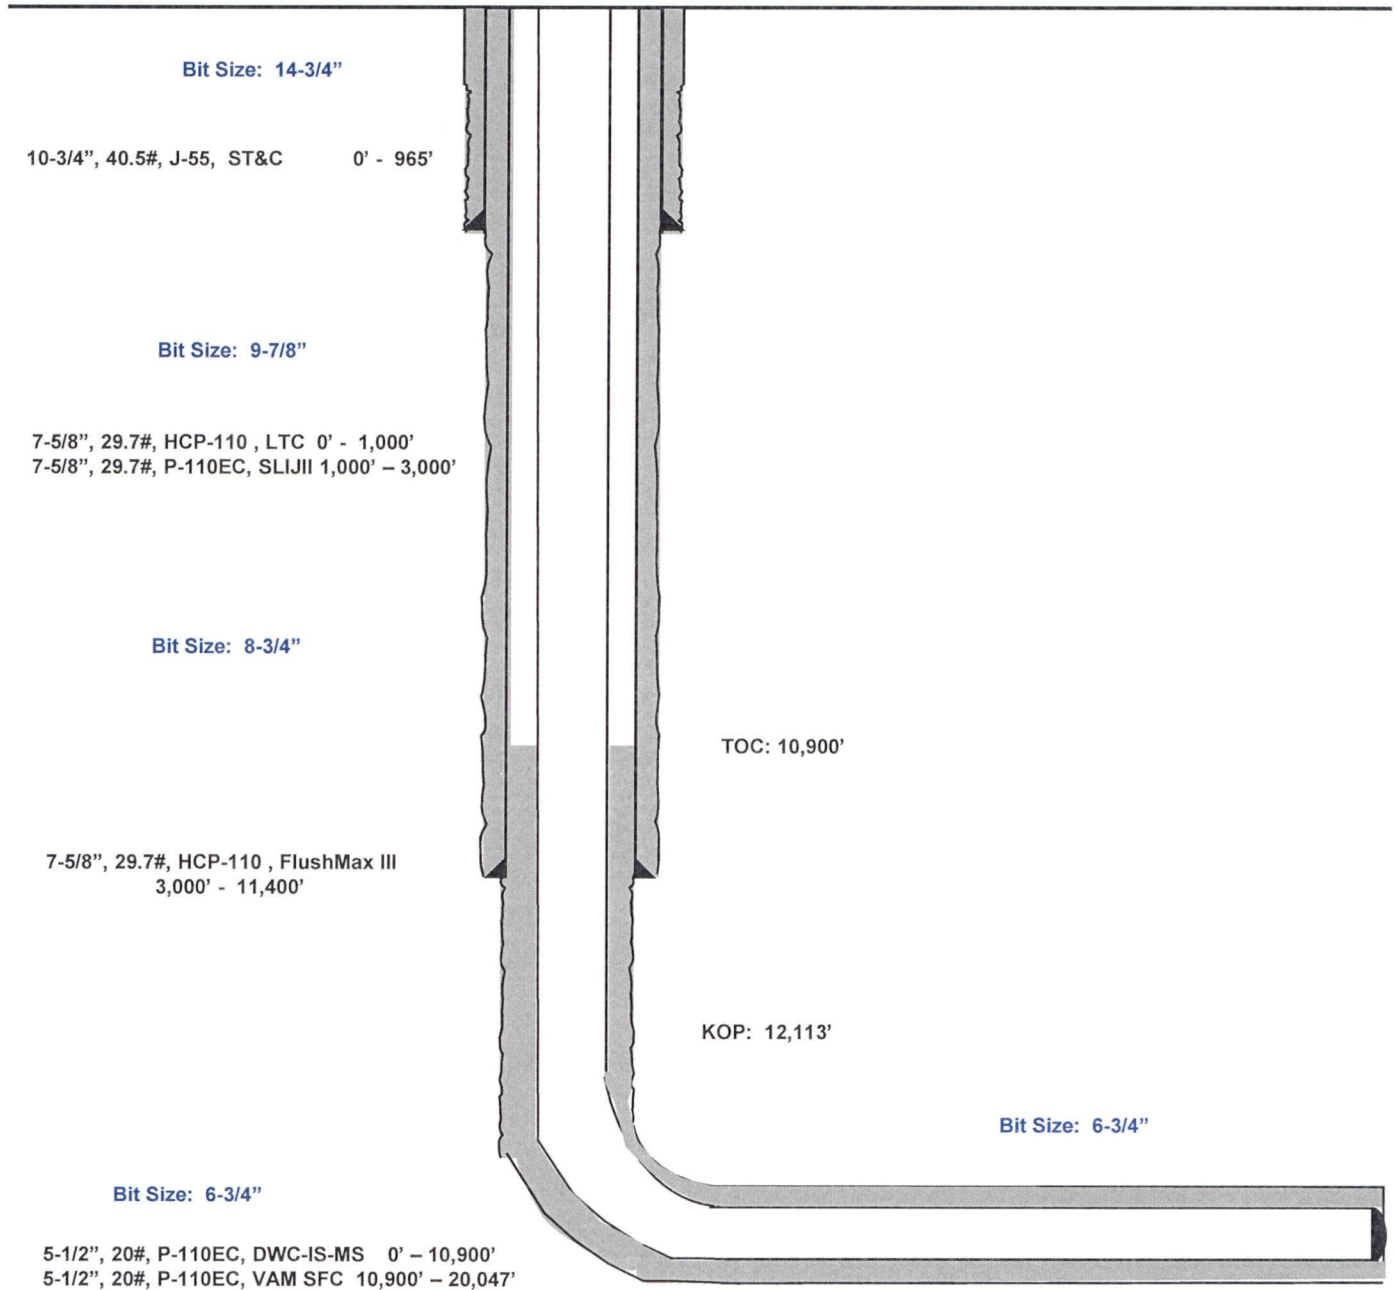 Bit Size: 14-3/4”
10-3/4”, 40.5#, J-55, ST&C 0’ - 965’
Bit Size: 9-7/8”
7-5/8”, 29.7#, HCP-110 , LTC 0’ - 1,000’
7-5/8”, 29.7#, P-110EC, SLIJII 1,000’ – 3,000’
Bit Size: 8-3/4”
TOC: 10,900’
7-5/8”, 29.7#, HCP-110 , FlushMax III
3,000’ - 11,400’
KOP: 12,113’
Bit Size: 6-3/4”
Bit Size: 6-3/4”
5-1/2”, 20#, P-110EC, DWC-IS-MS 0’ – 10,900’
5-1/2”, 20#, P-110EC, VAM SFC 10,900’ – 20,047’